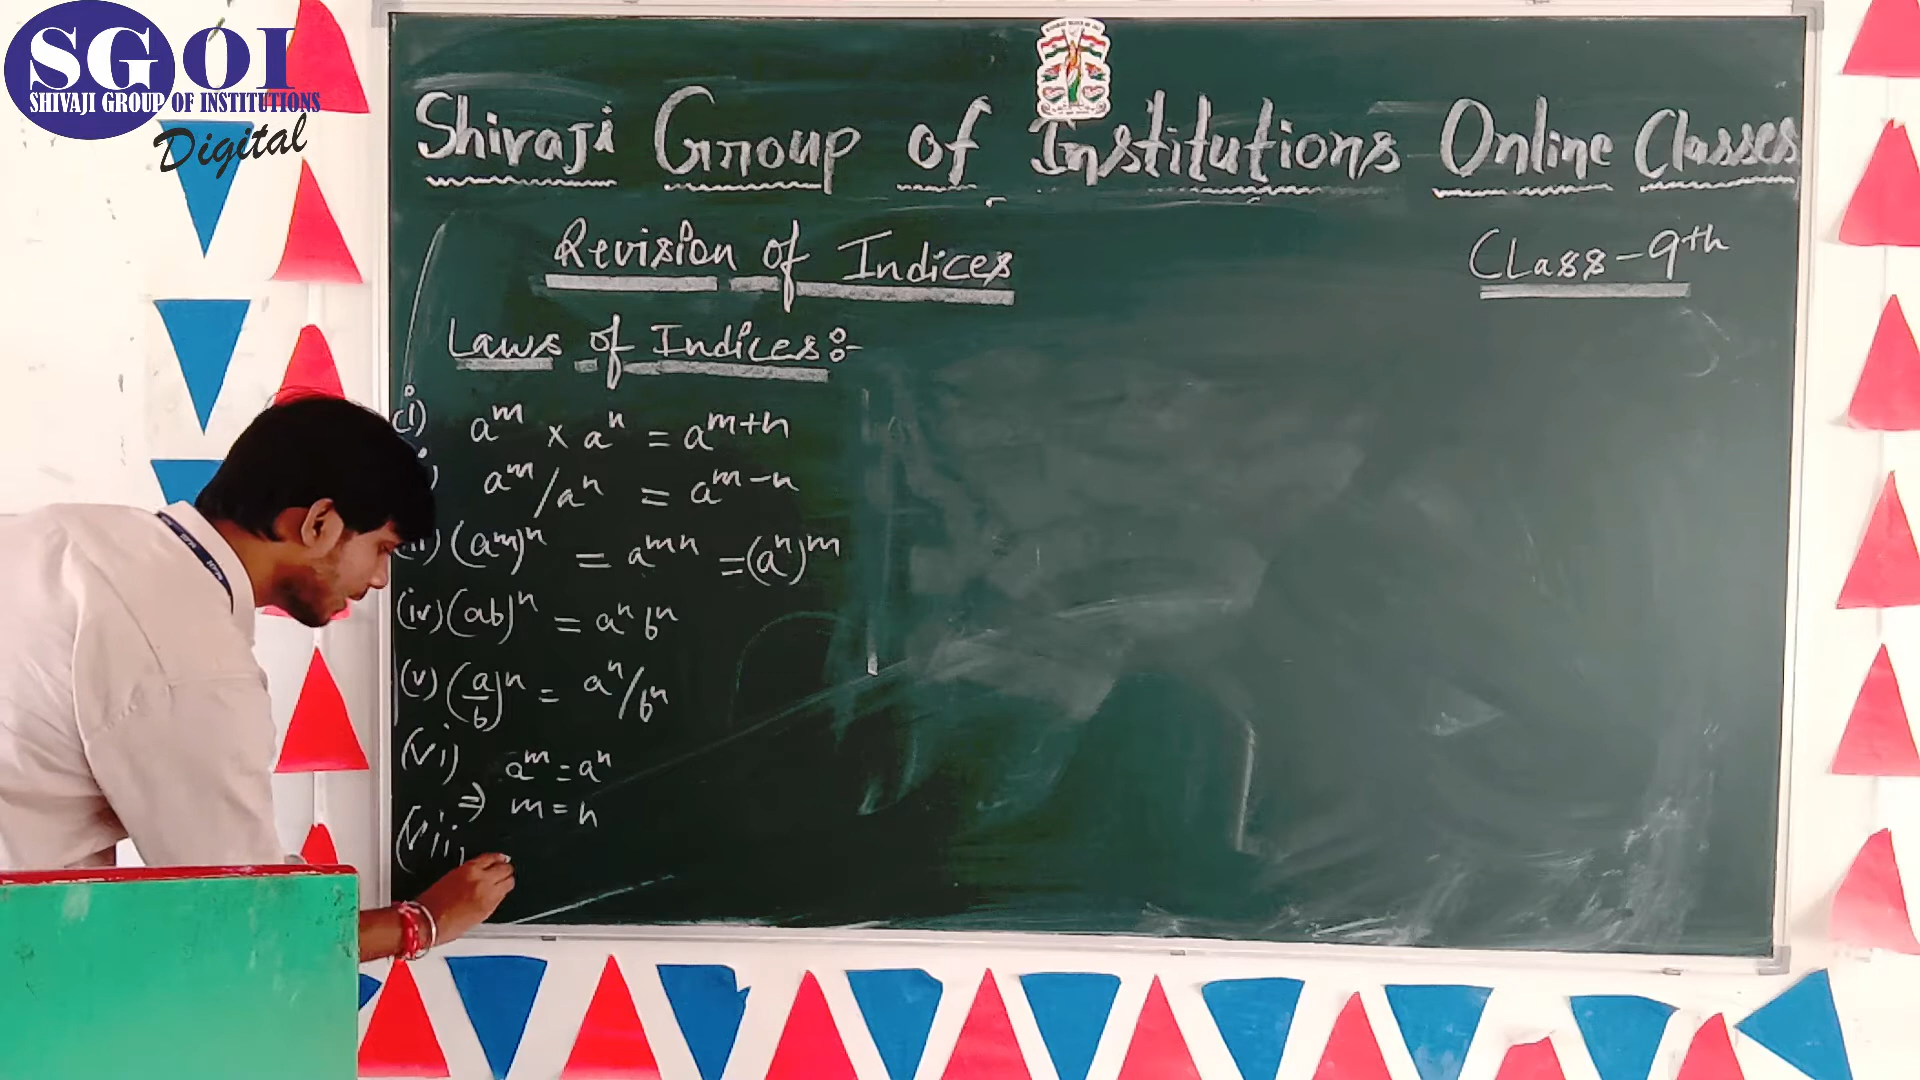 SGOI
SHIVAJI GROUP OF INSTITUTIONS
Digital
Shivaji Group of Institutions Online Classes
Revision of Indices
CLass-9th
Laws of Indices:-
(i) a^m × a^n = a^{m+n}
a^m/a^n = a^{m-n}
(a^m)^n = a^{mn} = (a^n)^m
(iv) (ab)^n = a^n b^n
(v) (a/b)^n = a^n/b^n
(vi) a^m = a^n
⇒ m = n
(vii)